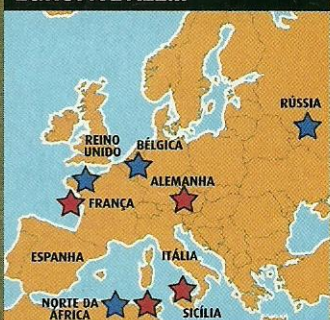 RÚSSIA
REINO
UNIDO
BÉLGICA
ALEMANHA
FRANÇA
ESPANHA
ITÁLIA
NORTE DA
ÁFRICA
SICÍLIA